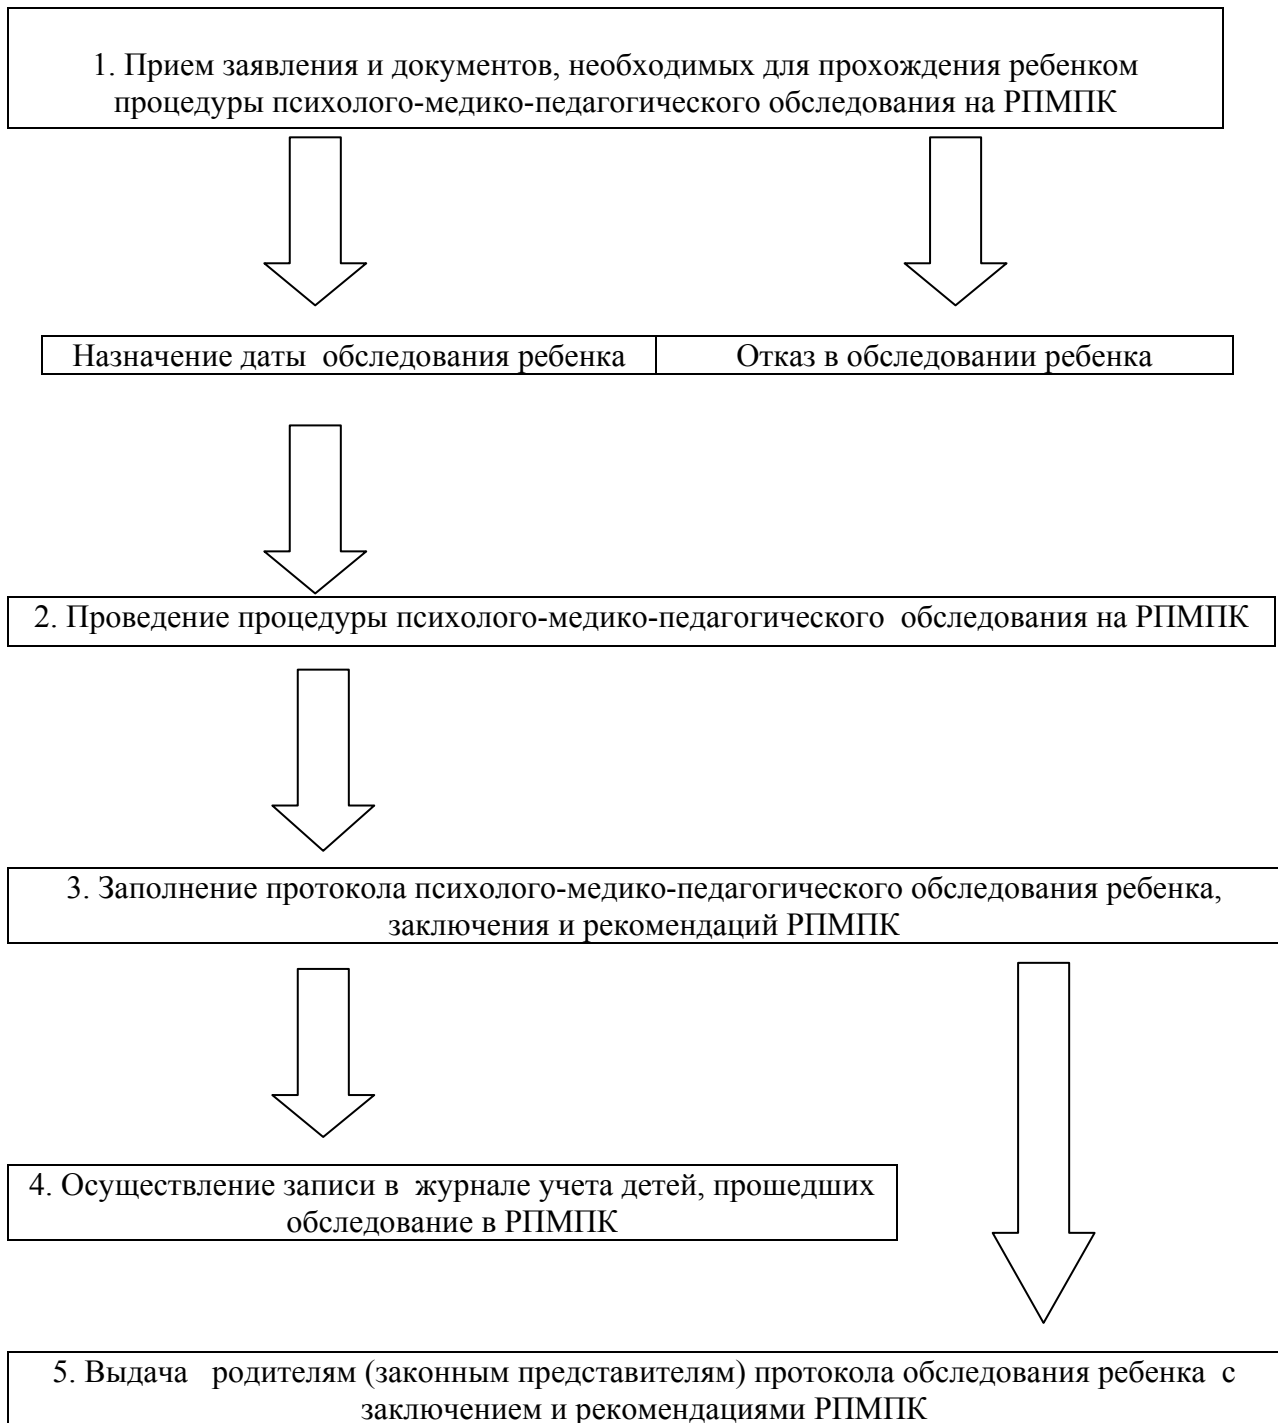 1. Прием заявления и документов, необходимых для прохождения ребенком
процедуры психолого-медико-педагогического обследования на РПМПК
Назначение даты обследования ребенка
Отказ в обследовании ребенка
2. Проведение процедуры психолого-медико-педагогического обследования на РПМПК
3. Заполнение протокола психолого-медико-педагогического обследования ребенка,
заключения и рекомендаций РПМПК
4. Осуществление записи в журнале учета детей, прошедших
обследование в РПМПК
5. Выдача родителям (законным представителям) протокола обследования ребенка с
заключением и рекомендациями РПМПК